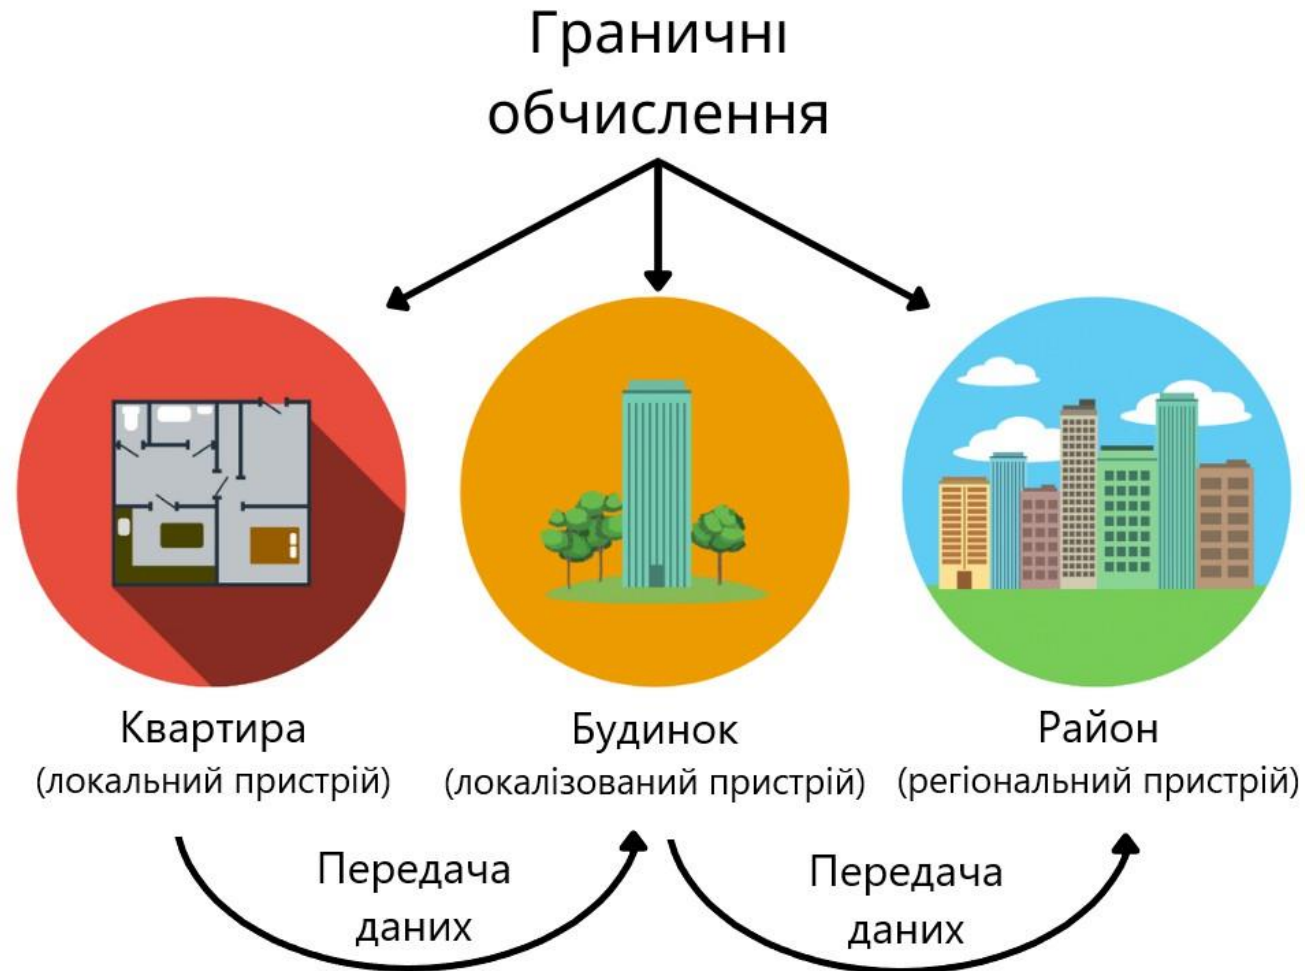 Граничні
обчислення
Квартира
(локальний пристрій)
Будинок
(локалізований пристрій)
Район
(регіональний пристрій)
Передача
даних
Передача
даних